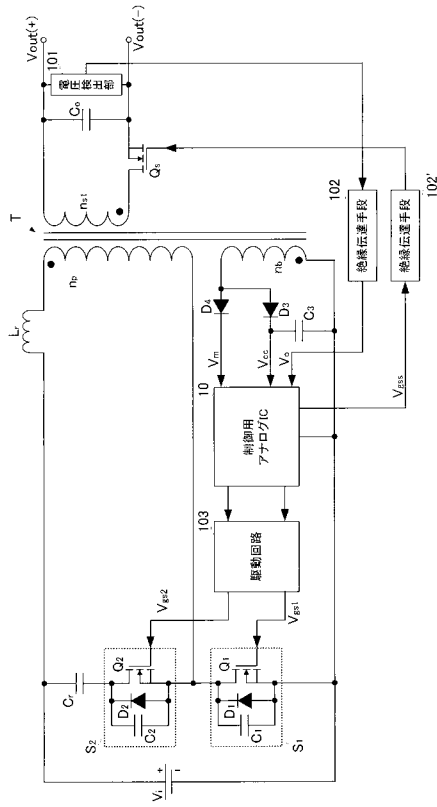 Vout(+)
Vout(-)
101
電圧検出部
Co
Qs
T
ns1
np
Lr
nb
102
絶縁伝達手段
102'
絶縁伝達手段
D4
D3
C3
Vm
Vcc
Vo
Vgss
10
制御用
アナログIC
103
駆動回路
Vgs2
Vgs1
Cr
Q2
D2
C2
S2
Q1
D1
C1
S1
Vi
+
-